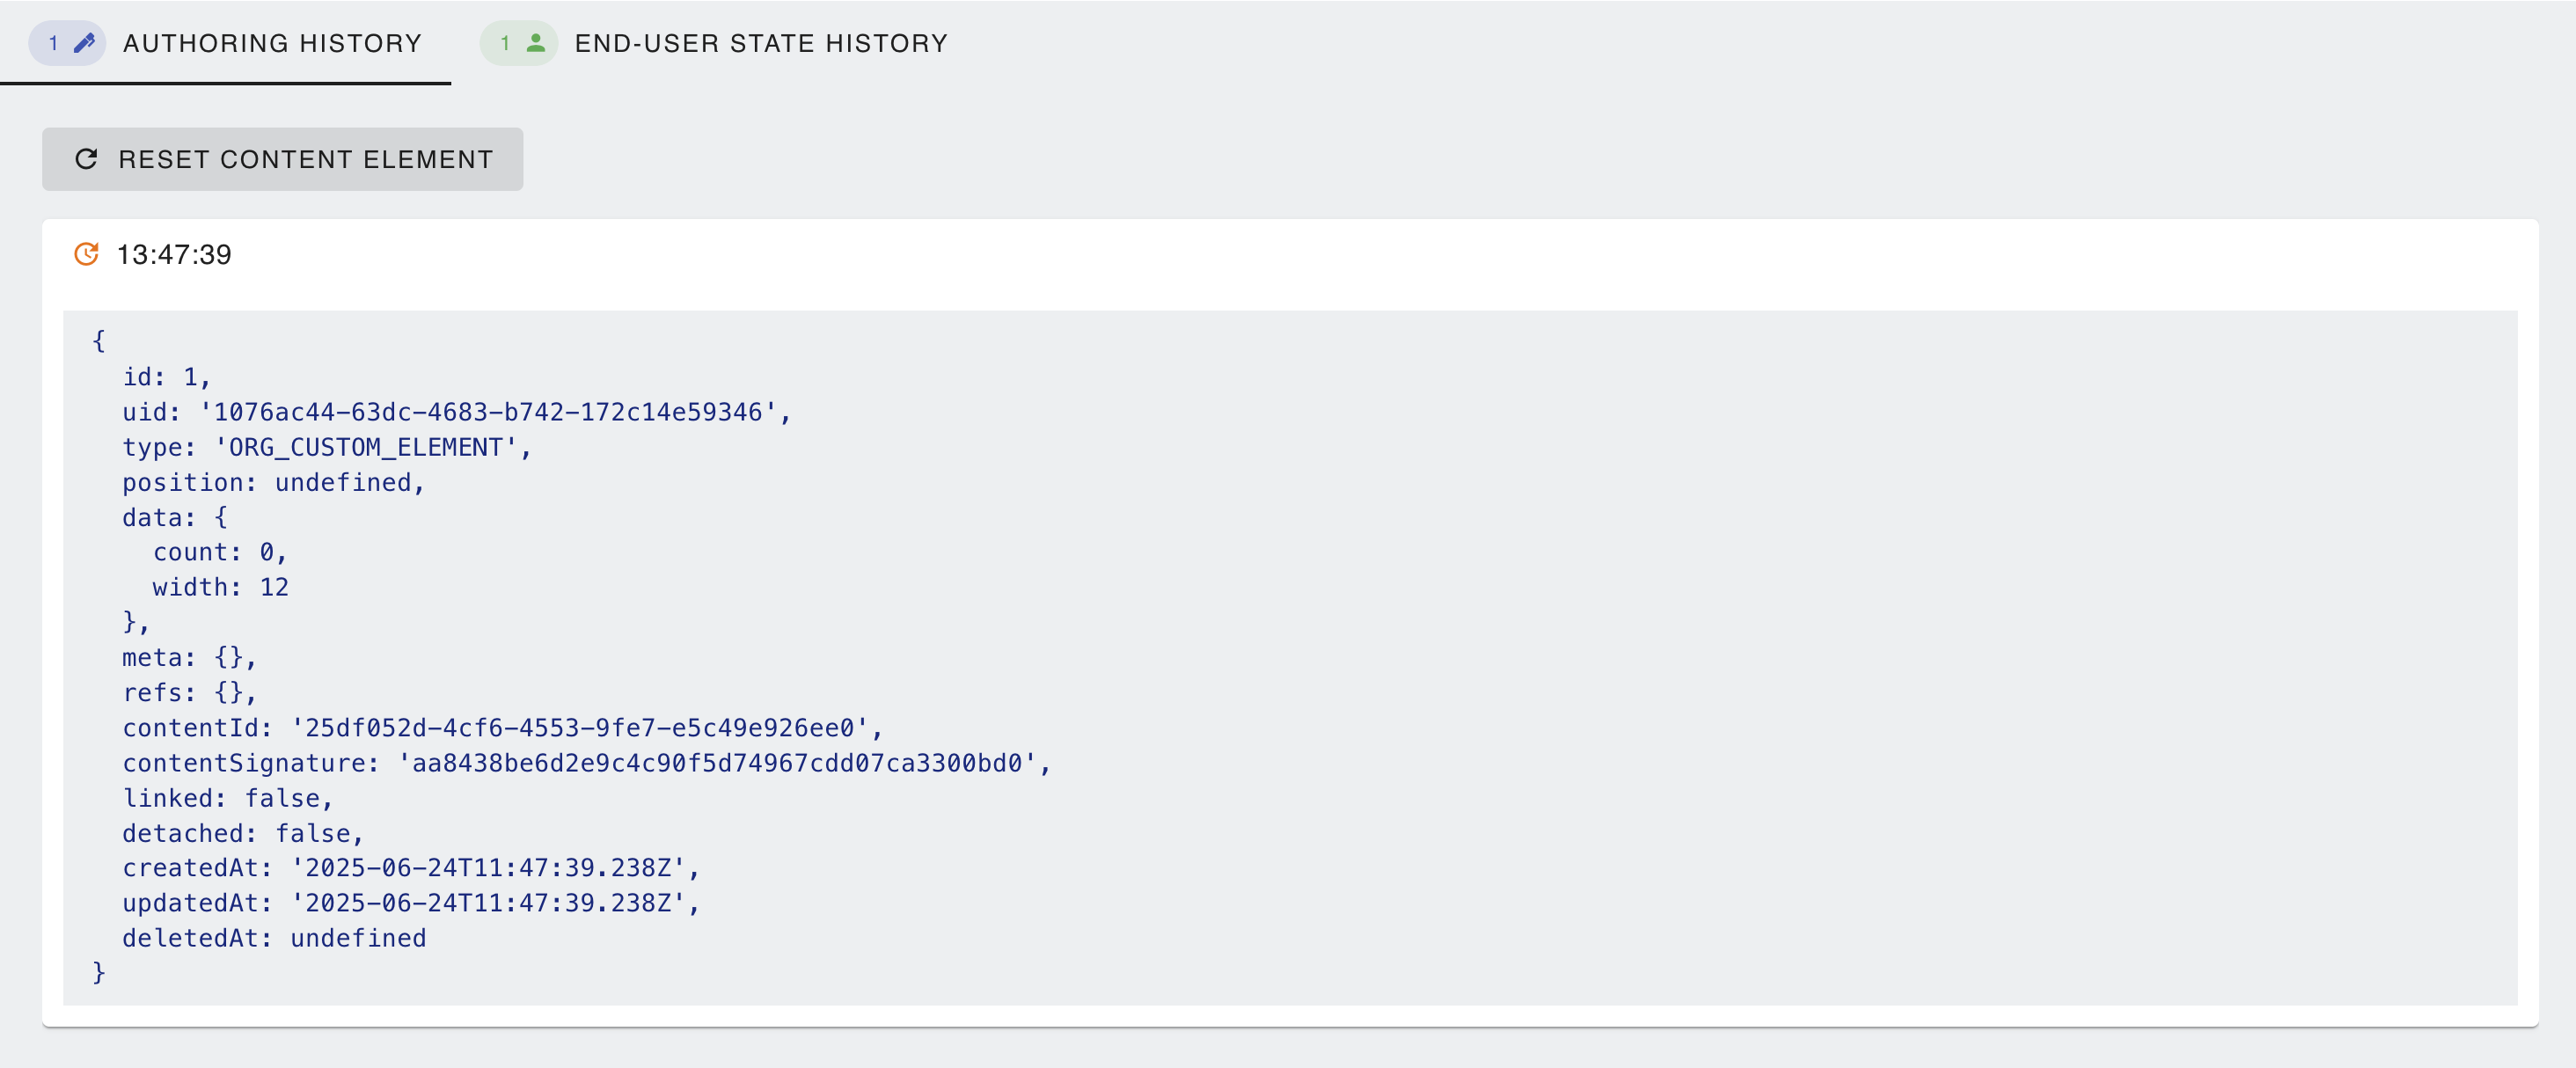 1 AUTHORING HISTORY 1 END-USER STATE HISTORY
RESET CONTENT ELEMENT
13:47:39
{
  id: 1,
  uid: '1076ac44-63dc-4683-b742-172c14e59346',
  type: 'ORG_CUSTOM_ELEMENT',
  position: undefined,
  data: {
    count: 0,
    width: 12
  },
  meta: {},
  refs: {},
  contentId: '25df052d-4cf6-4553-9fe7-e5c49e926ee0',
  contentSignature: 'aa8438be6d2e9c4c90f5d74967cdd07ca3300bd0',
  linked: false,
  detached: false,
  createdAt: '2025-06-24T11:47:39.238Z',
  updatedAt: '2025-06-24T11:47:39.238Z',
  deletedAt: undefined
}